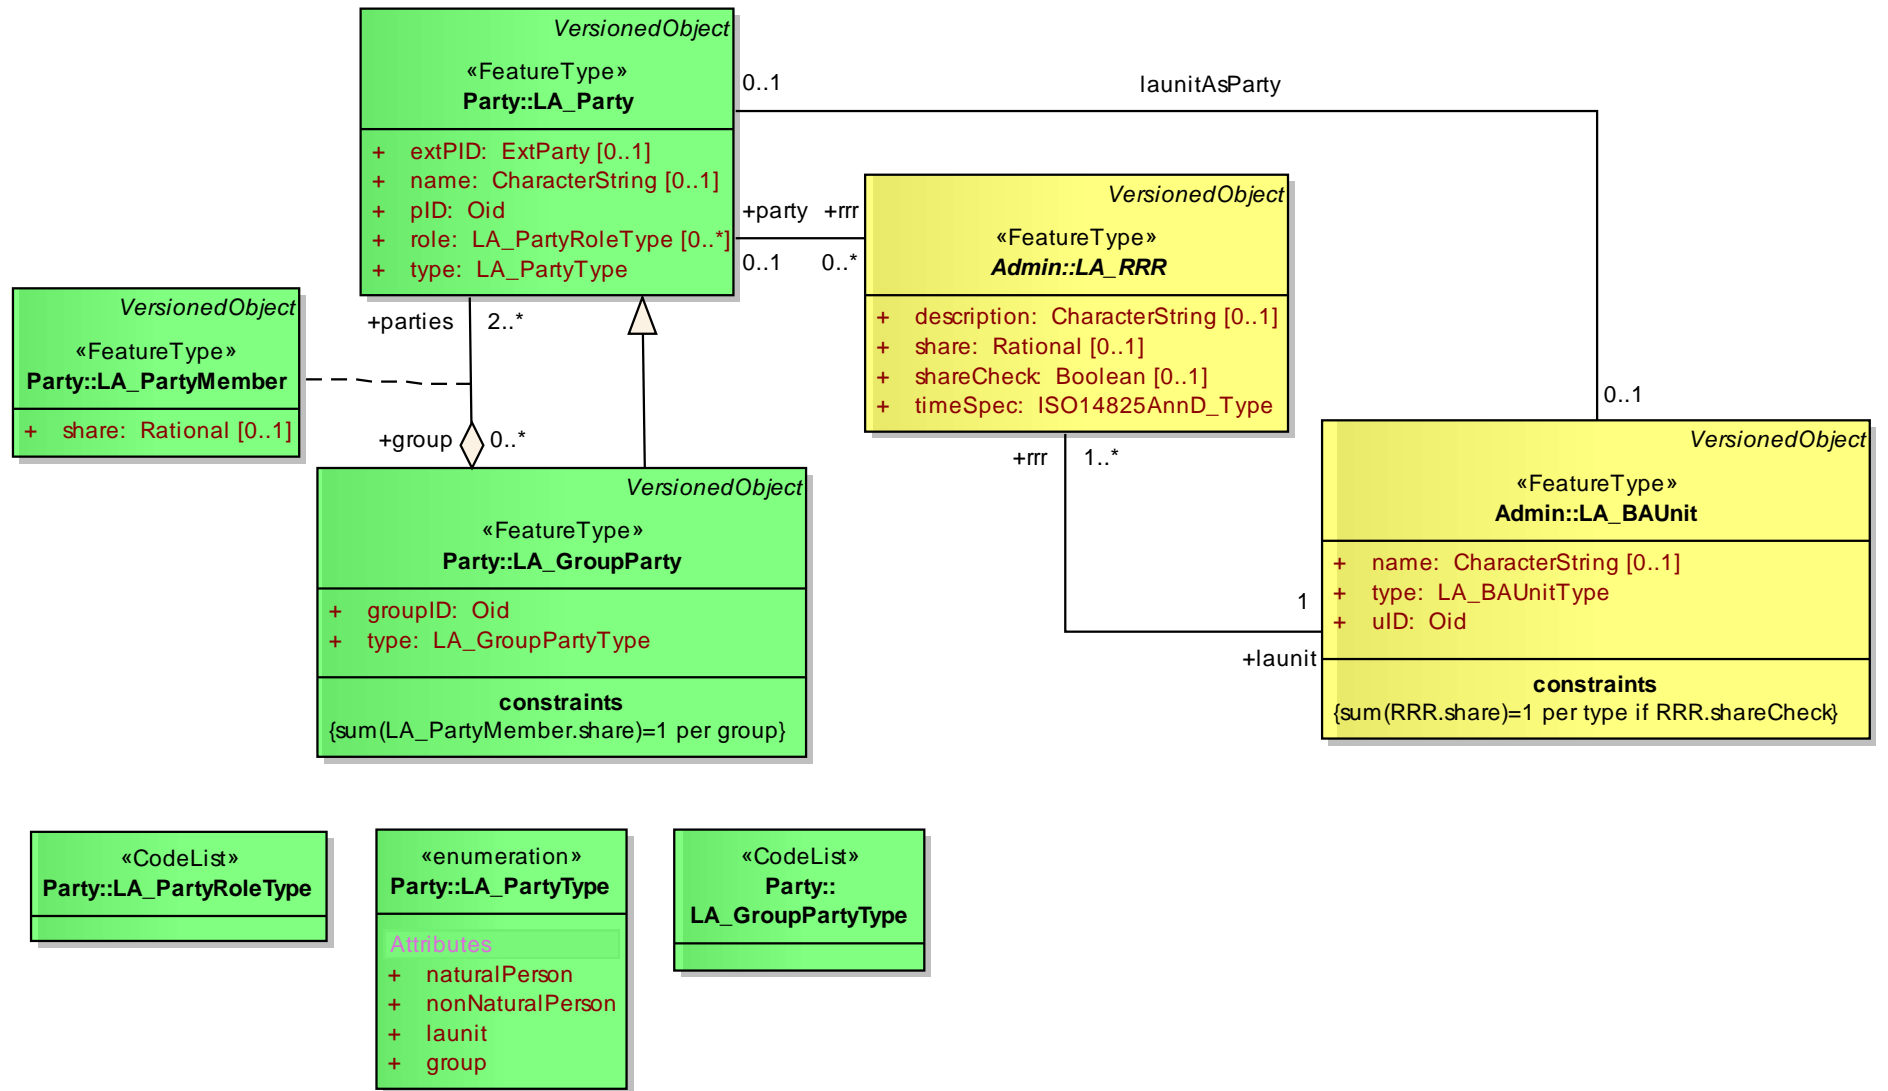 VersionedObject
«FeatureType»
Party::LA_Party
+ extPID: ExtParty [0..1]
+ name: CharacterString [0..1]
+ pID: Oid
+ role: LA_PartyRoleType [0..*]
+ type: LA_PartyType
0..1
launitAsParty
+party +rrr
0..1 0..*
VersionedObject
«FeatureType»
Admin::LA_RRR
+ description: CharacterString [0..1]
+ share: Rational [0..1]
+ shareCheck: Boolean [0..1]
+ timeSpec: ISO14825AnnD_Type
VersionedObject
«FeatureType»
Party::LA_PartyMember
+ share: Rational [0..1]
+parties 2..*
+group 0..*
0..1
+rrr 1..*
VersionedObject
«FeatureType»
Party::LA_GroupParty
+ groupID: Oid
+ type: LA_GroupPartyType
constraints
{sum(LA_PartyMember.share)=1 per group}
VersionedObject
«FeatureType»
Admin::LA_BAUnit
+ name: CharacterString [0..1]
+ type: LA_BAUnitType
+ uID: Oid
constraints
{sum(RRR.share)=1 per type if RRR.shareCheck}
1
+launit
«CodeList»
Party::LA_PartyRoleType
«enumeration»
Party::LA_PartyType
Attributes
+ naturalPerson
+ nonNaturalPerson
+ launit
+ group
«CodeList»
Party::
LA_GroupPartyType